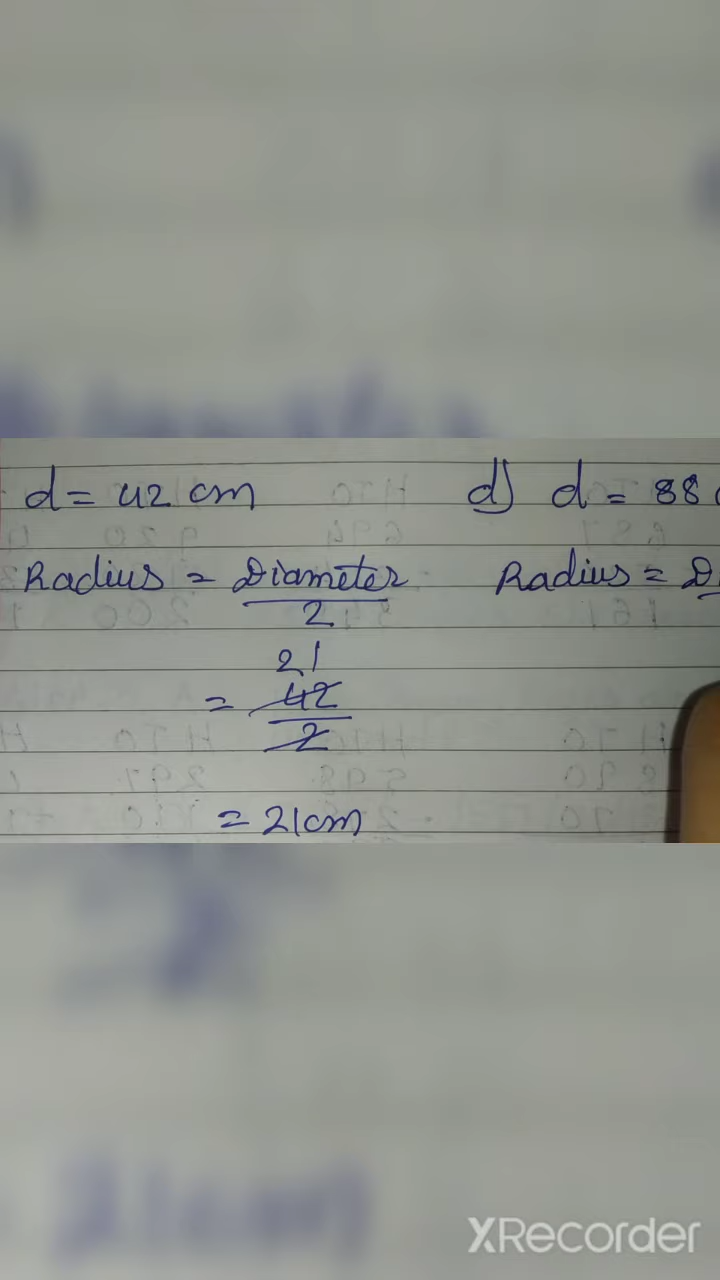 d = 42 cm
Radius = Diameter
2
21
= 42
2
= 21cm
d) d = 88
Radius =
XRecorder